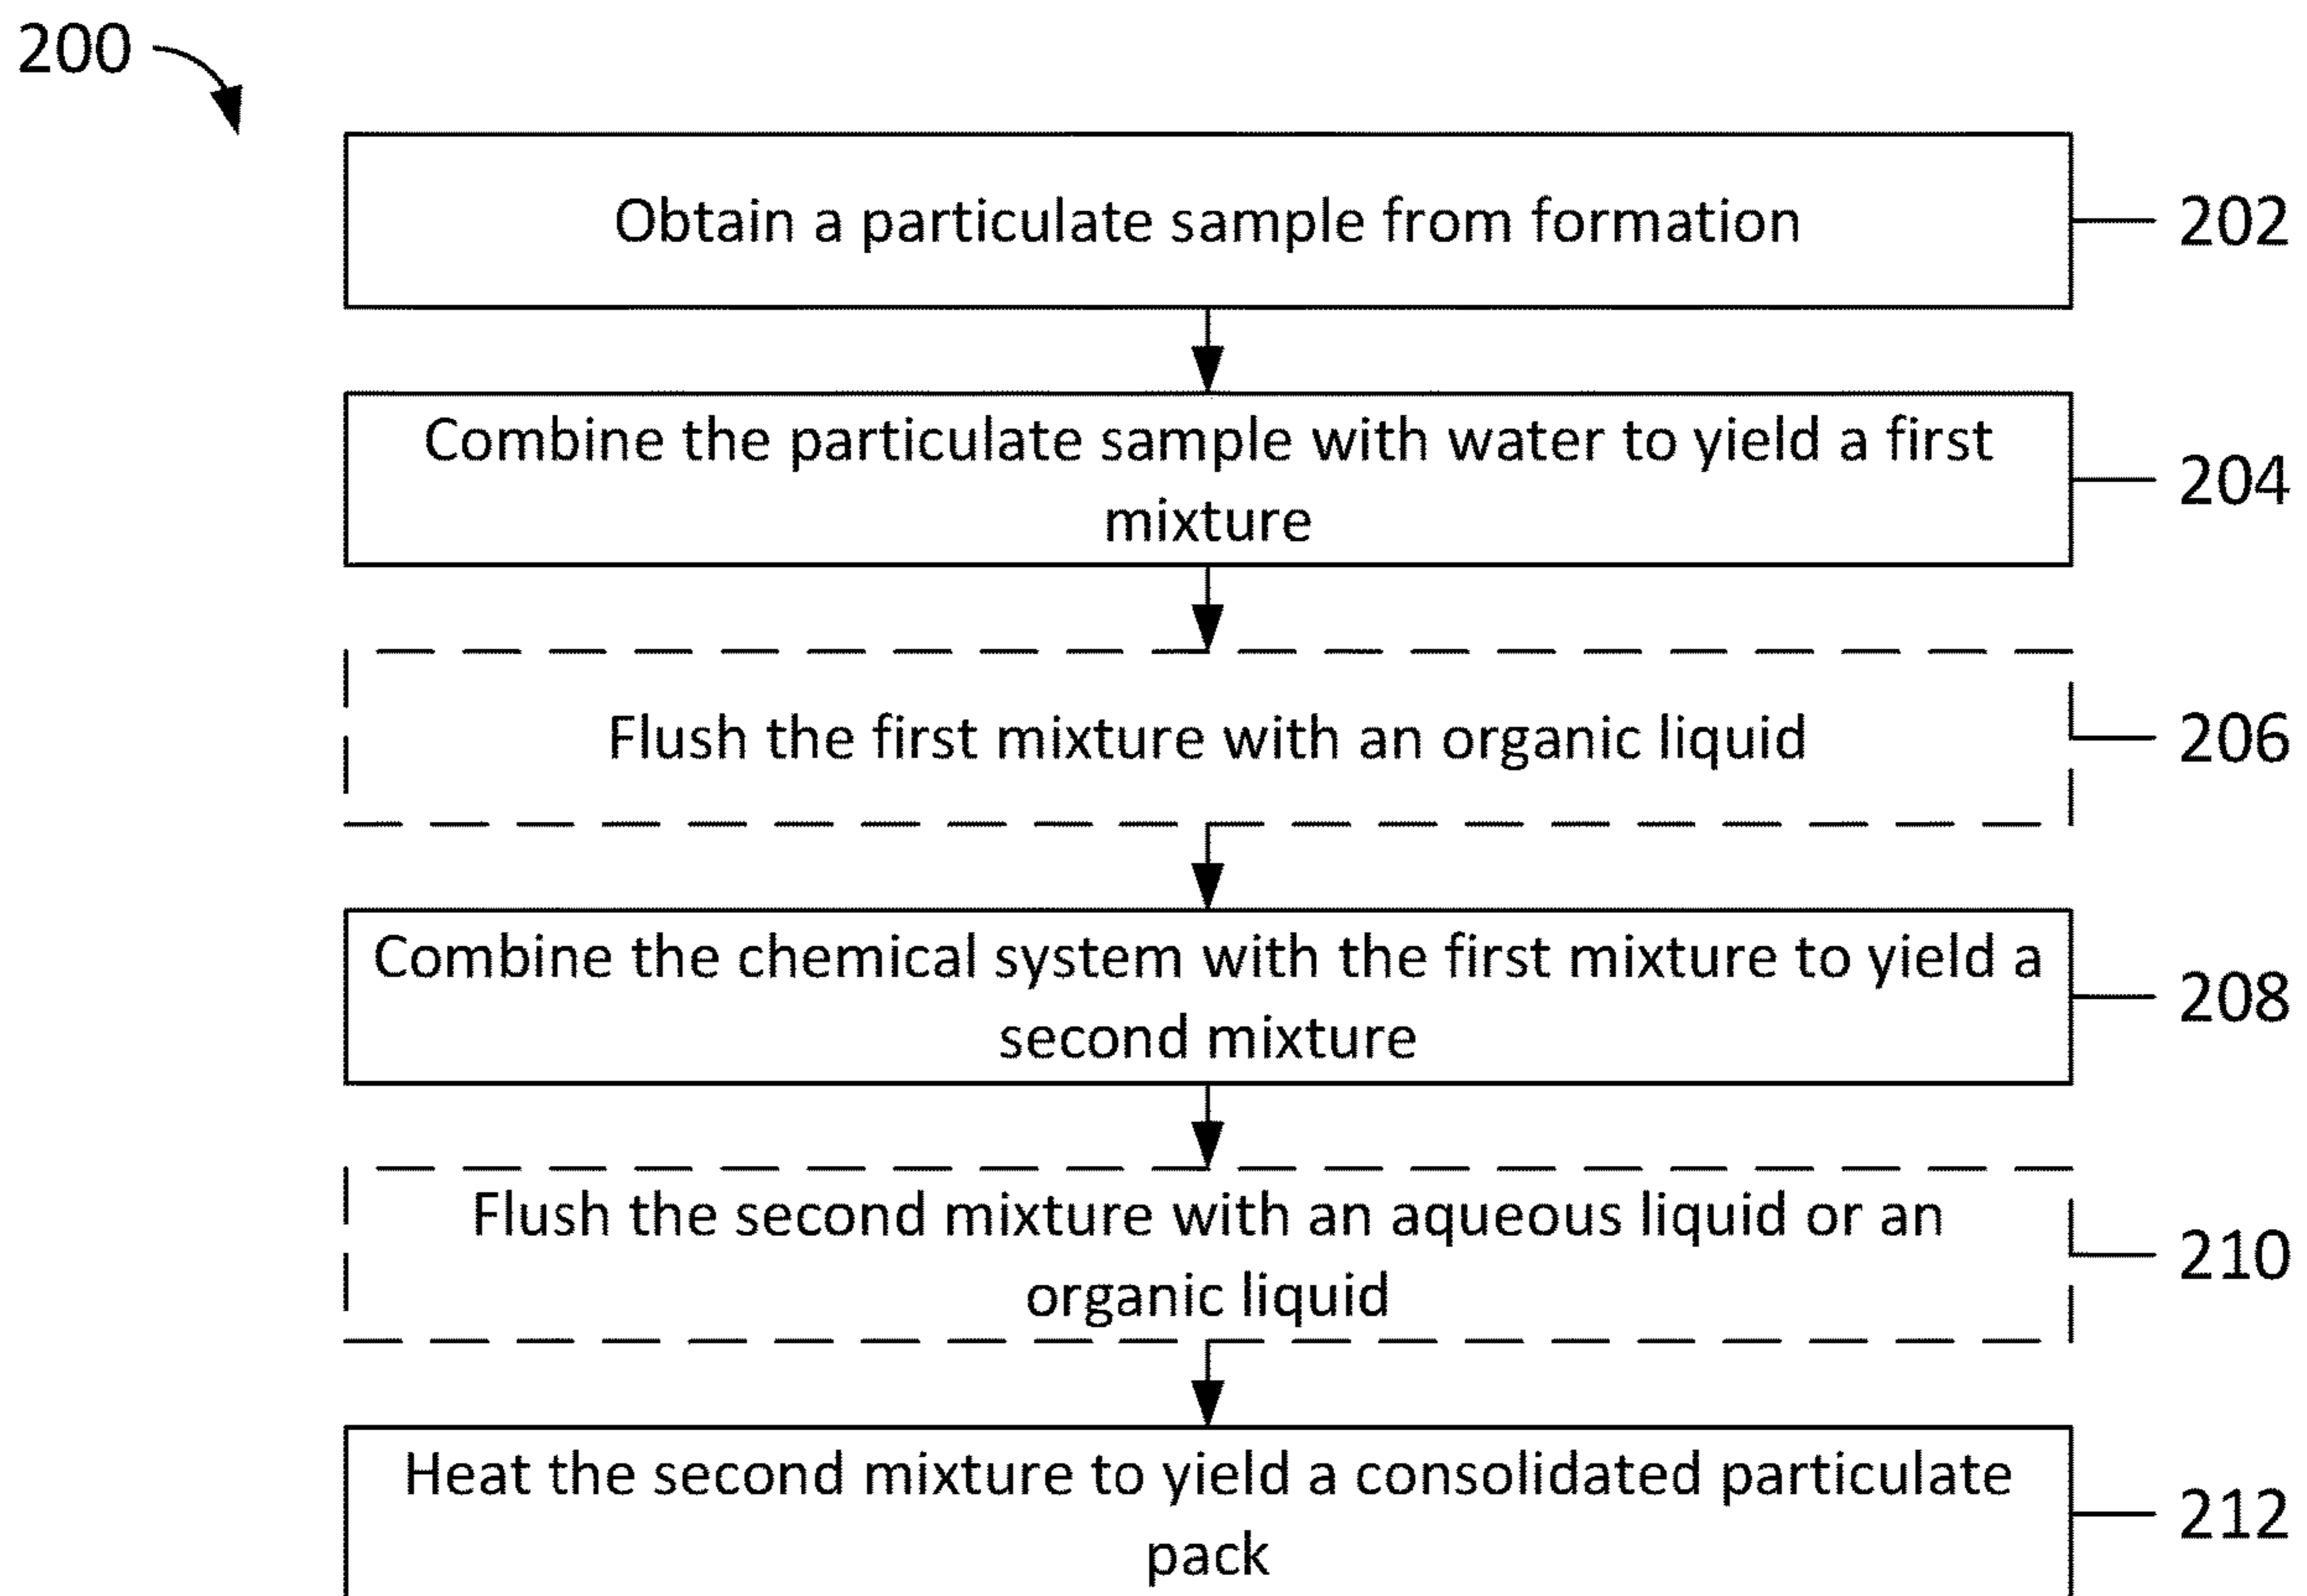 200
Obtain a particulate sample from formation
202
Combine the particulate sample with water to yield a first
mixture
204
Flush the first mixture with an organic liquid
206
Combine the chemical system with the first mixture to yield a
second mixture
208
Flush the second mixture with an aqueous liquid or an
organic liquid
210
Heat the second mixture to yield a consolidated particulate
pack
212